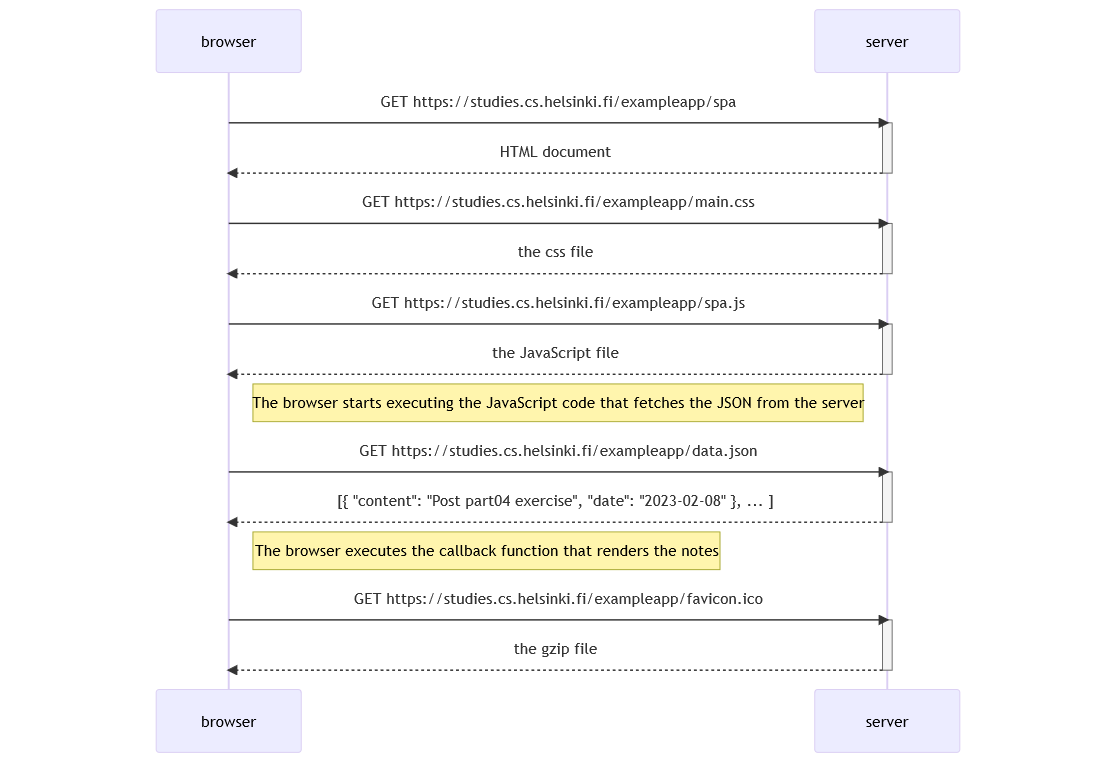 browser
server
GET https://studies.cs.helsinki.fi/exampleapp/spa
HTML document
GET https://studies.cs.helsinki.fi/exampleapp/main.css
the css file
GET https://studies.cs.helsinki.fi/exampleapp/spa.js
the JavaScript file
The browser starts executing the JavaScript code that fetches the JSON from the server
GET https://studies.cs.helsinki.fi/exampleapp/data.json
[{ "content": "Post part04 exercise", "date": "2023-02-08" }, ... ]
The browser executes the callback function that renders the notes
GET https://studies.cs.helsinki.fi/exampleapp/favicon.ico
the gzip file
browser
server